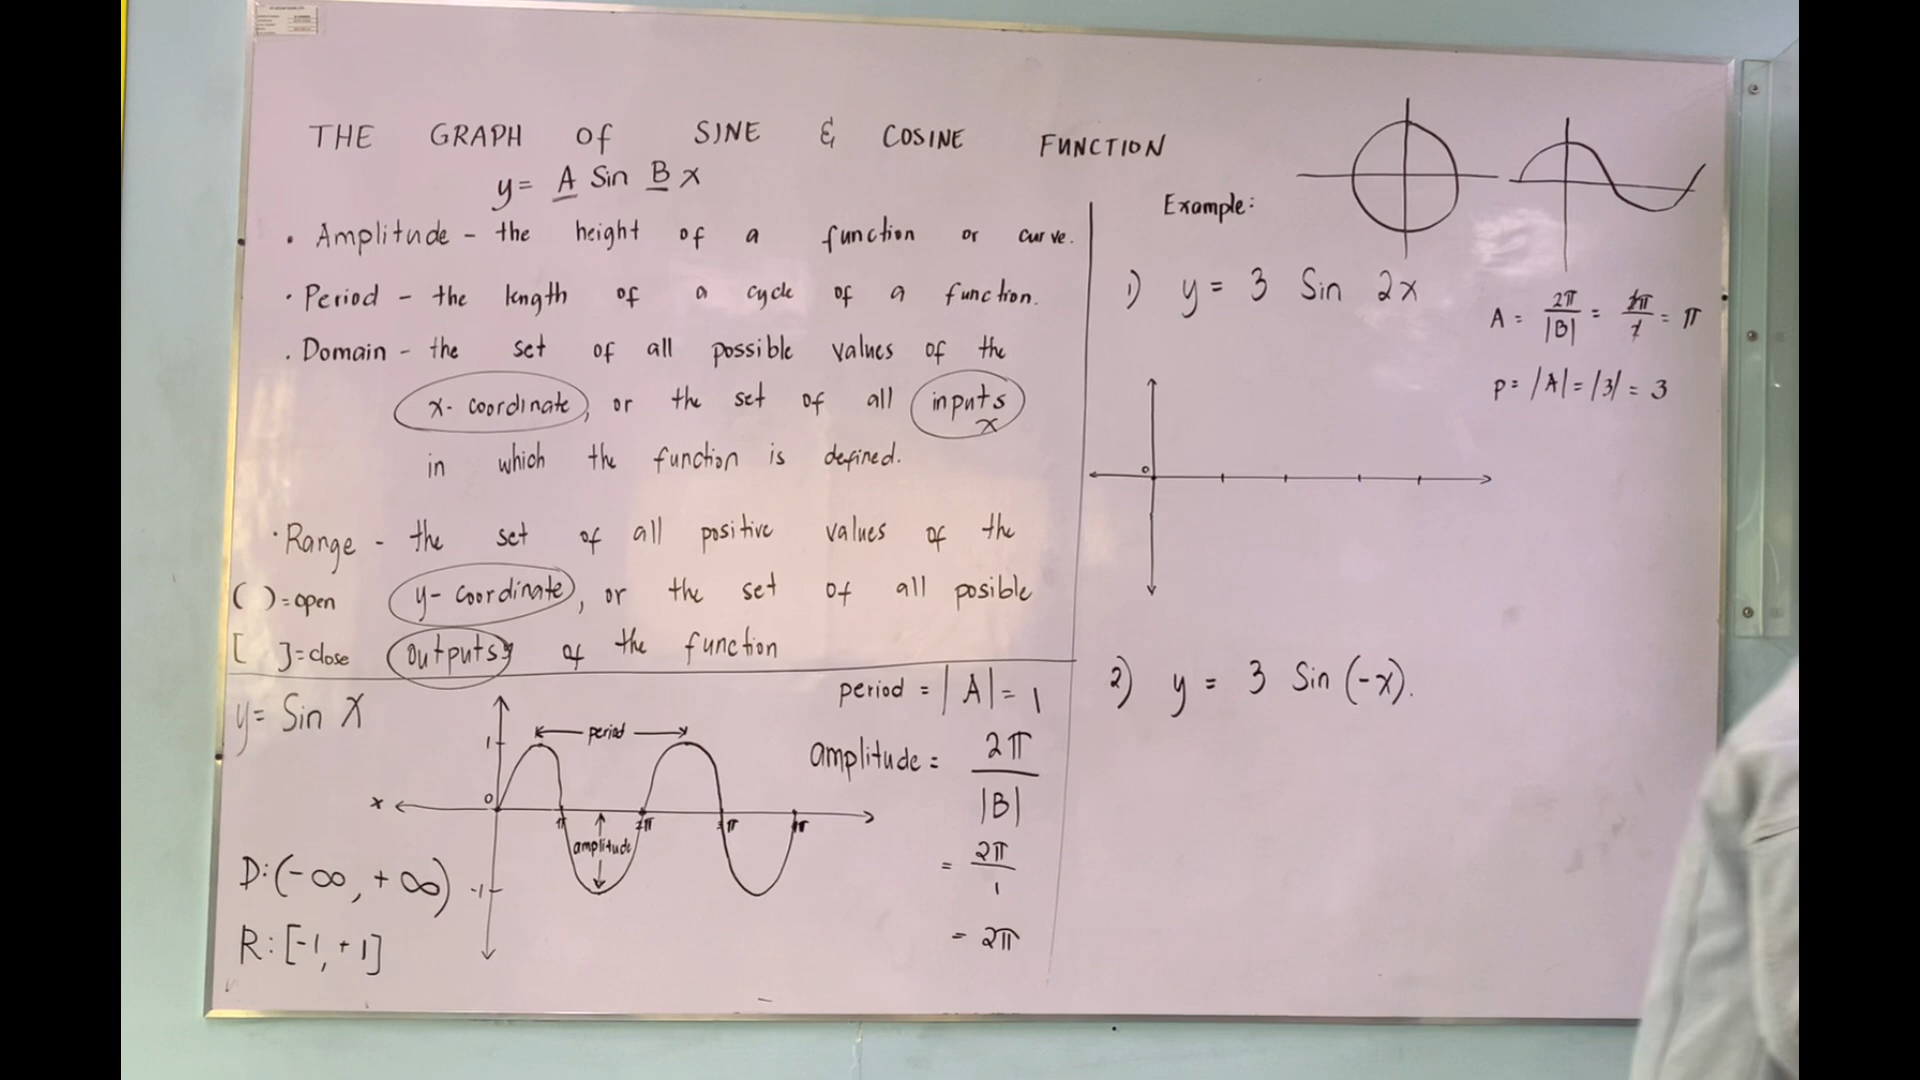 THE GRAPH Of SINE & COSINE FUNCTION
y = A Sin B x
• Amplitude - the height of a function or curve.
• Period - the length of a cycle of a function.
• Domain - the set of all possible values of the
x- coordinate, or the set of all inputs
x
in which the function is defined.
• Range - the set of all positive values of the
( ) = open y- coordinate, or the set of all posible
[ ] = close outputs y of the function
y = Sin X
1
period
x
0
π
2π
3π
4π
amplitude
-1
D: (-∞, +∞)
R: [-1, +1]
period = |A| = 1
amplitude = 2π / |B|
= 2π / 1
= 2π
Example:
1) y = 3 Sin 2x
A = 2π / |B| = 2π / 2 = π
P = |A| = |3| = 3
0
2) y = 3 Sin (-x).